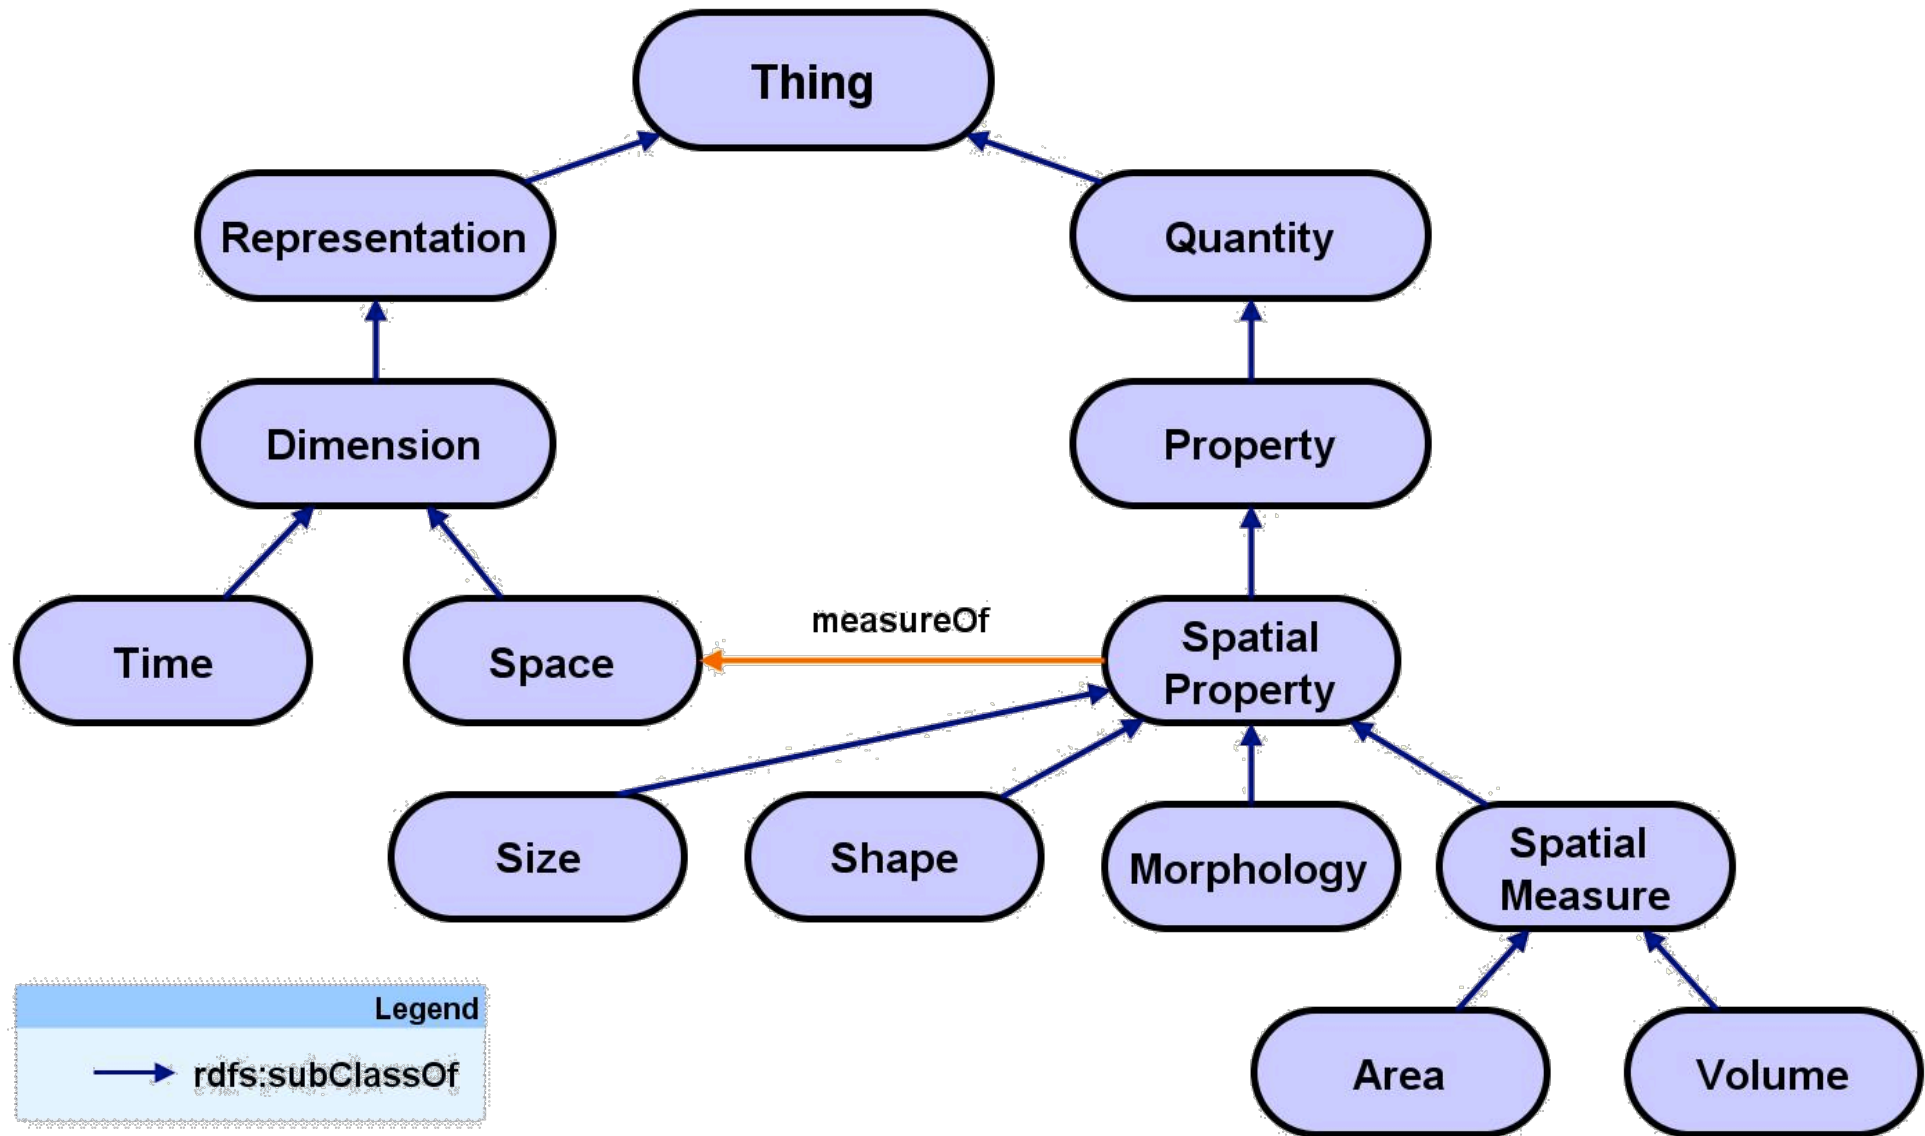 Thing
Representation
Quantity
Dimension
Property
Time
Space
measureOf
Spatial
Property
Size
Shape
Morphology
Spatial
Measure
Legend
rdfs:subClassOf
Area
Volume